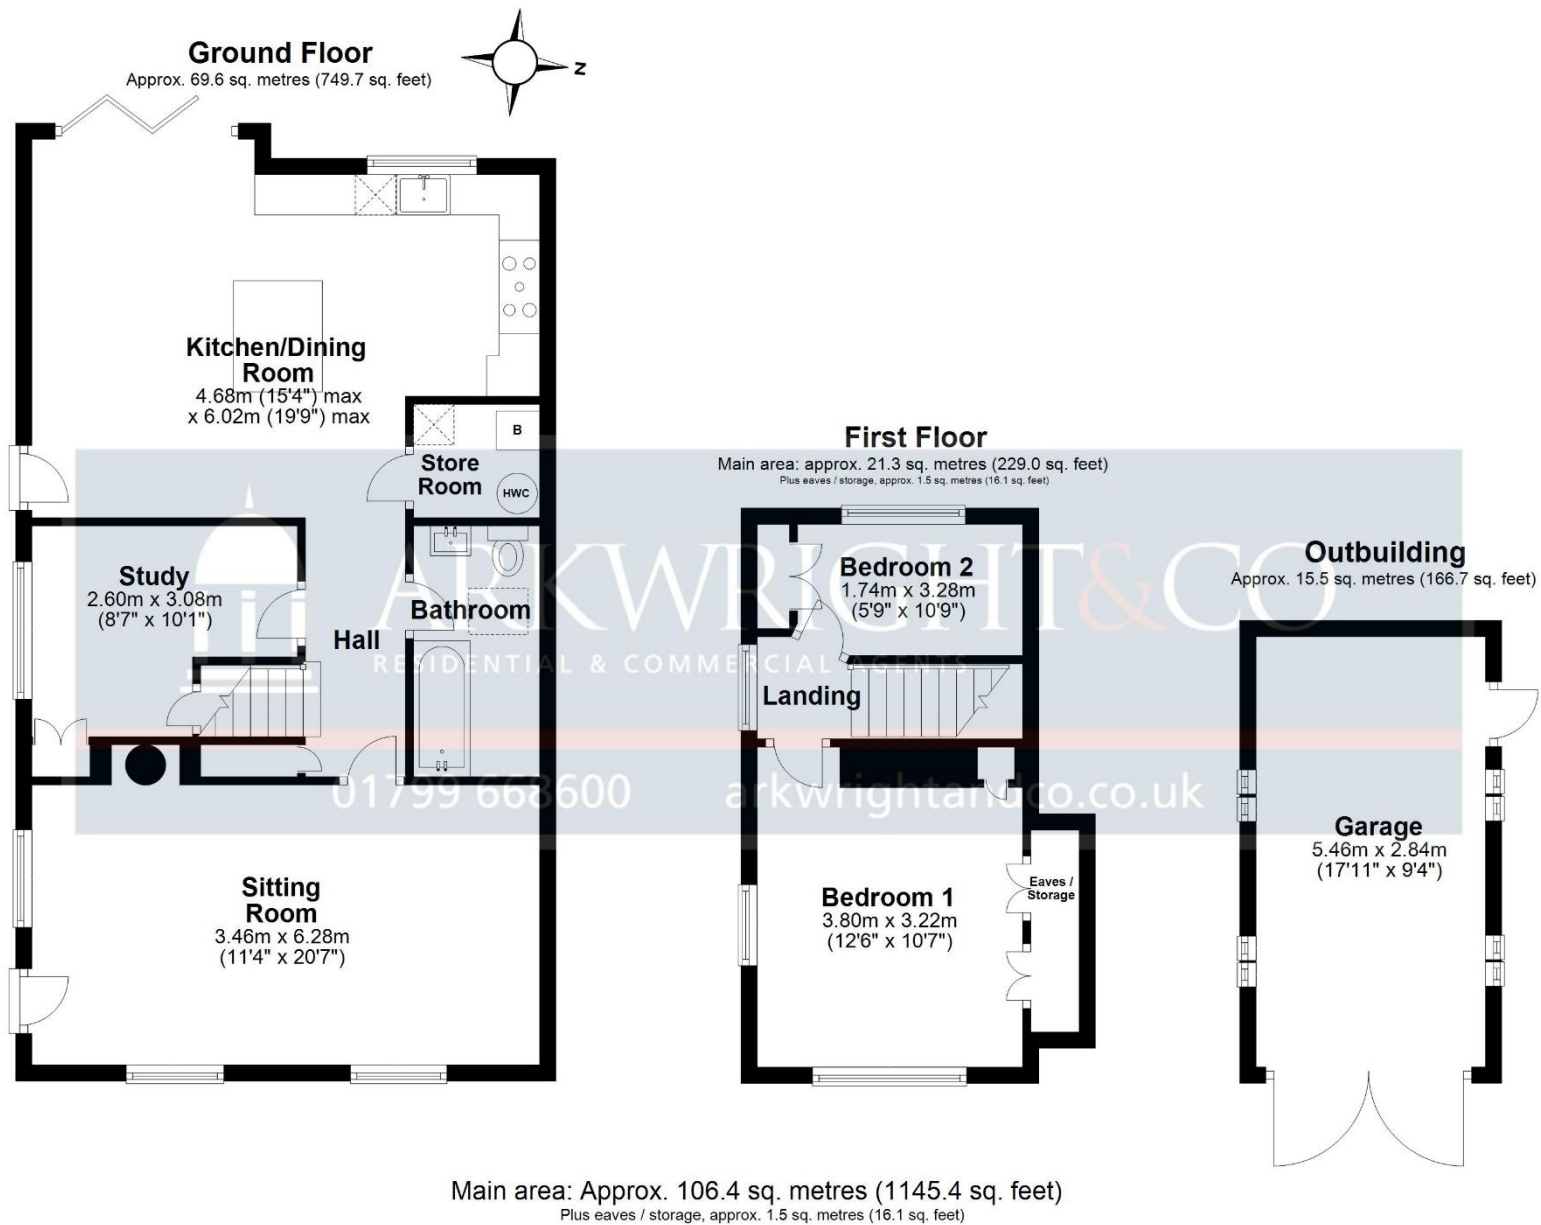 Ground Floor
Approx. 69.6 sq. metres (749.7 sq. feet)
N
Kitchen/Dining
Room
4.68m (15'4") max
x 6.02m (19'9") max
B
Store
Room
HWC
Study
2.60m x 3.08m
(8'7" x 10'1")
Bathroom
Hall
Sitting
Room
3.46m x 6.28m
(11'4" x 20'7")
First Floor
Main area: approx. 21.3 sq. metres (229.0 sq. feet)
Plus eaves / storage, approx. 1.5 sq. metres (16.1 sq. feet)
Bedroom 2
1.74m x 3.28m
(5'9" x 10'9")
Landing
Bedroom 1
3.80m x 3.22m
(12'6" x 10'7")
Eaves /
Storage
Outbuilding
Approx. 15.5 sq. metres (166.7 sq. feet)
Garage
5.46m x 2.84m
(17'11" x 9'4")
ARKWRIGHT&CO
RESIDENTIAL & COMMERCIAL AGENTS
01799 668600 arkwrightandco.co.uk
Main area: Approx. 106.4 sq. metres (1145.4 sq. feet)
Plus eaves / storage, approx. 1.5 sq. metres (16.1 sq. feet)